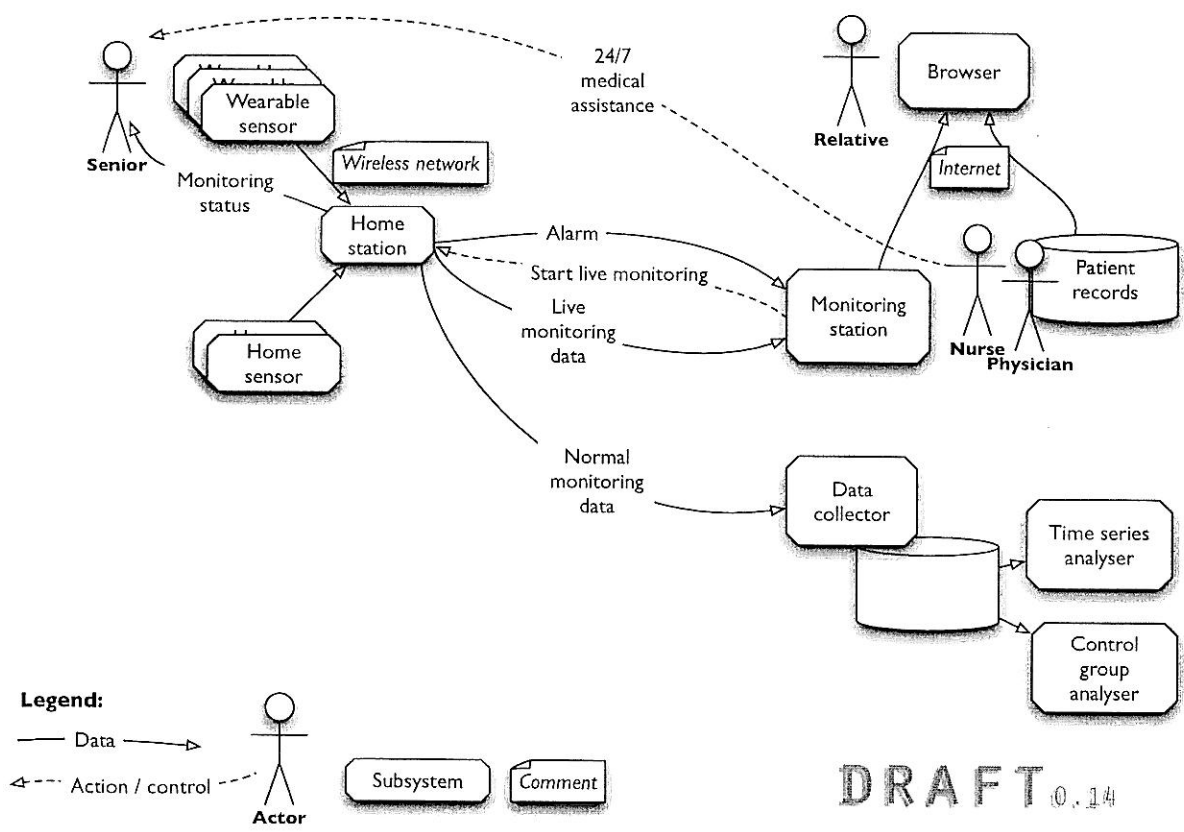 24/7
medical
assistance
Senior
Wearable
sensor
Wireless network
Monitoring
status
Home
station
Home
sensor
Relative
Browser
Internet
Alarm
Start live monitoring
Live
monitoring
data
Monitoring
station
Nurse
Physician
Patient
records
Normal
monitoring
data
Data
collector
Time series
analyser
Control
group
analyser
Legend:
Data
Action / control
Actor
Subsystem
Comment
DRAFT 0.14